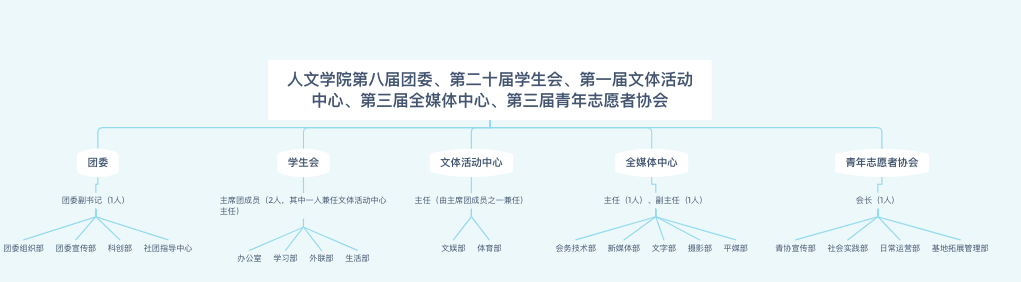 人文学院第八届团委、第二十届学生会、第一届文体活动
中心、第三届全媒体中心、第三届青年志愿者协会
团委
学生会
文体活动中心
全媒体中心
青年志愿者协会
团委副书记（1人）
主席团成员（2人，其中一人兼任文体活动中心
主任）
主任（由主席团成员之一兼任）
主任（1人）、副主任（1人）
会长（1人）
团委组织部
团委宣传部
科创部
社团指导中心
办公室
学习部
外联部
生活部
文娱部
体育部
会务技术部
新媒体部
文字部
摄影部
平媒部
青协宣传部
社会实践部
日常运营部
基地拓展管理部